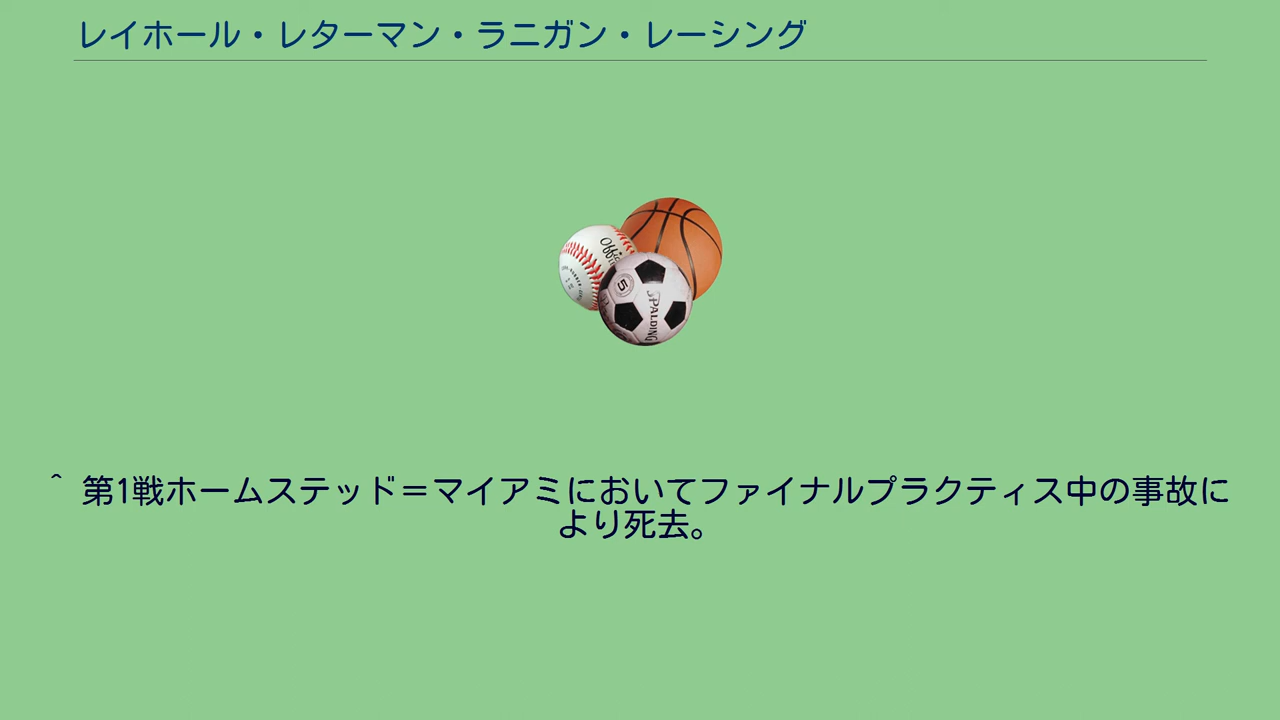 レイホール・レターマン・ラニガン・レーシング
Offi
5
SPALDING
^ 第1戦ホームステッド＝マイアミにおいてファイナルプラクティス中の事故に
より死去。